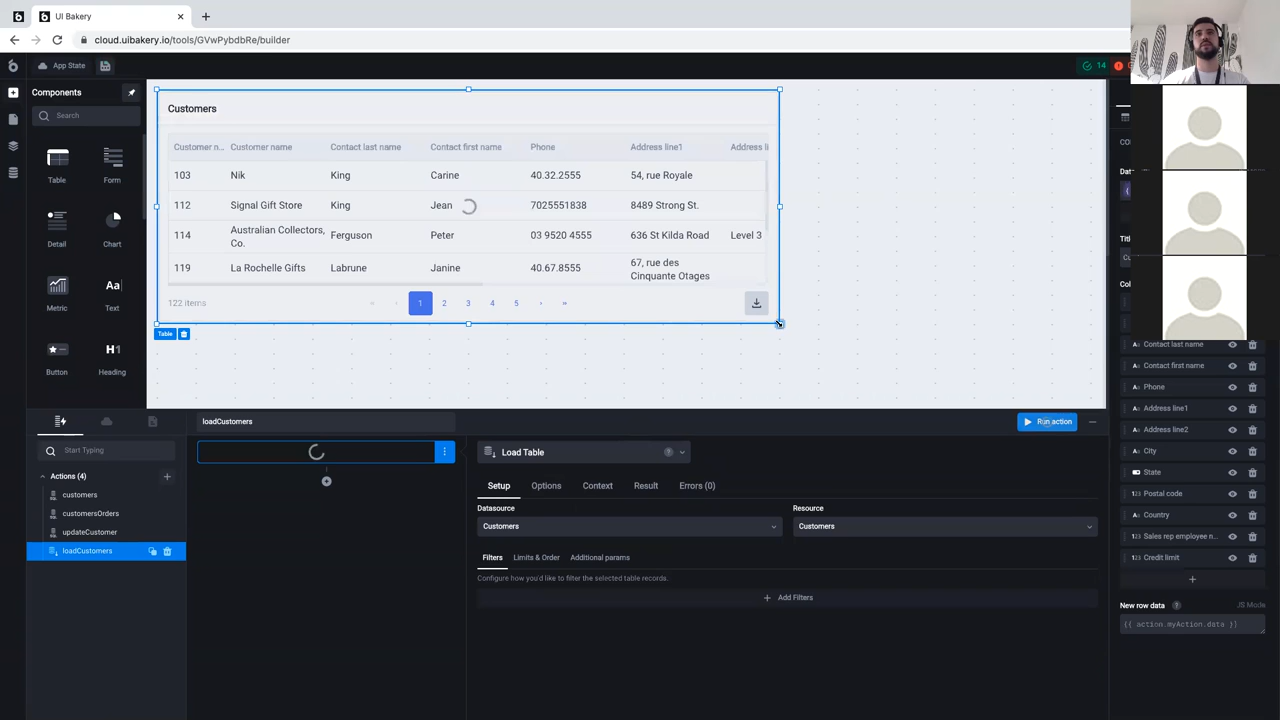 UI Bakery
cloud.uibakery.io/tools/GVwPybdbRe/builder
App State
14
Components
Search
Table
Form
Detail
Chart
Metric
Aa
Text
Button
H1
Heading
Customers
Customer n... Customer name Contact last name Contact first name Phone Address line1 Address li
103 Nik King Carine 40.32.2555 54, rue Royale
112 Signal Gift Store King Jean 7025551838 8489 Strong St.
114 Australian Collectors, Co. Ferguson Peter 03 9520 4555 636 St Kilda Road Level 3
119 La Rochelle Gifts Labrune Janine 40.67.8555 67, rue des Cinquante Otages
122 items
« ‹ 1 2 3 4 5 › »
Table
Start Typing
Actions (4)
customers
customersOrders
updateCustomer
loadCustomers
loadCustomers
Run action
Load Table
Setup Options Context Result Errors (0)
Datasource Resource
Customers Customers
Filters Limits & Order Additional params
Configure how you'd like to filter the selected table records.
Add Filters
Dat
Titl
Cu
Col
Contact last name
Contact first name
Phone
Address line1
Address line2
City
State
Postal code
Country
Sales rep employee n...
Credit limit
New row data ? JS Mode
{{ action.myAction.data }}